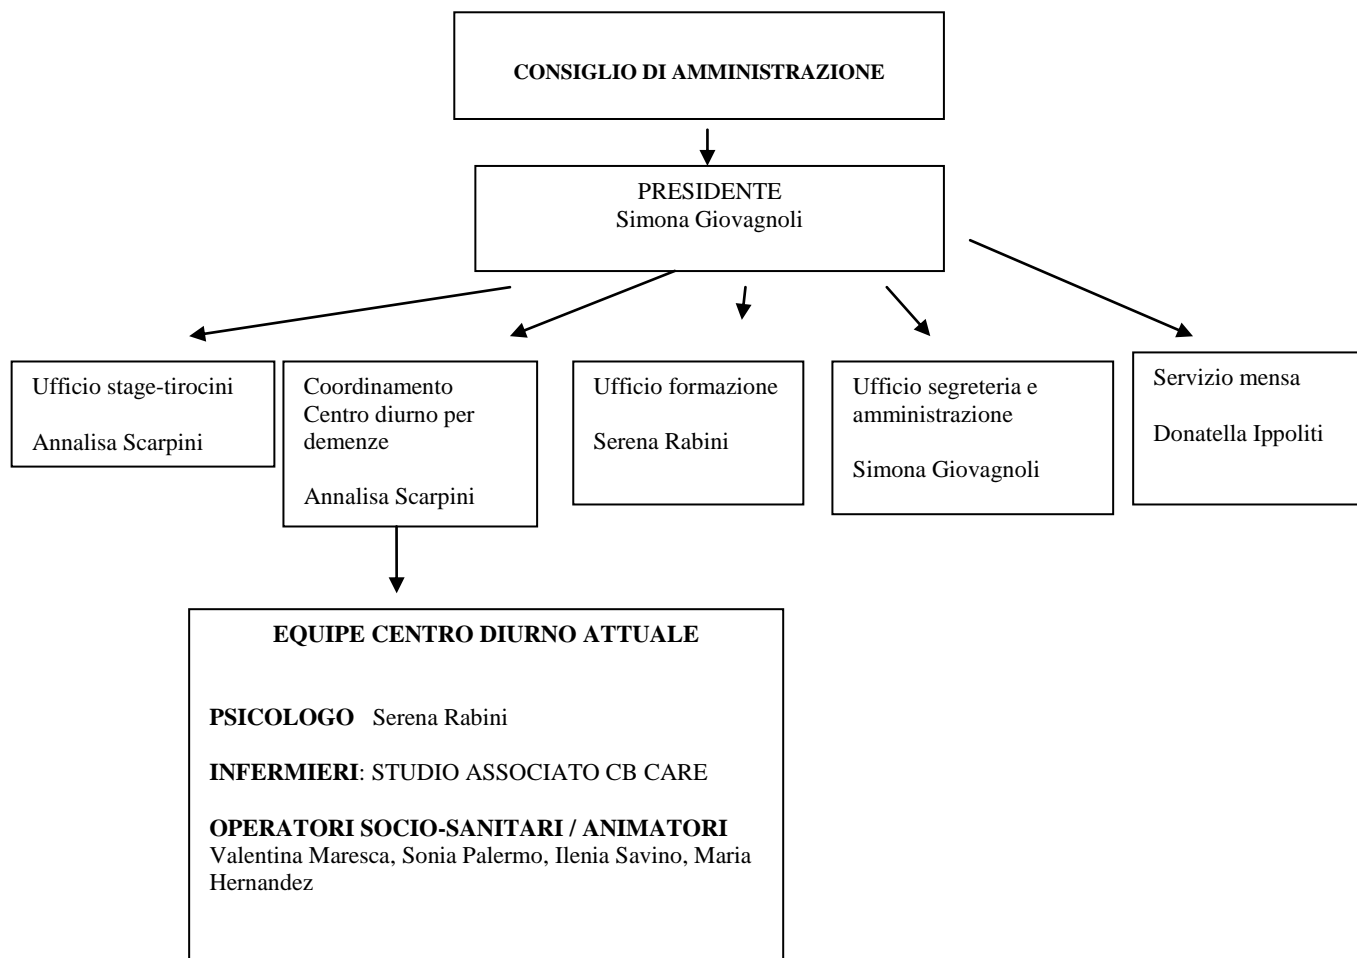 CONSIGLIO DI AMMINISTRAZIONE
PRESIDENTE
Simona Giovagnoli
Ufficio stage-tirocini
Annalisa Scarpini
Coordinamento
Centro diurno per
demenze
Annalisa Scarpini
Ufficio formazione
Serena Rabini
Ufficio segreteria e
amministrazione
Simona Giovagnoli
Servizio mensa
Donatella Ippoliti
EQUIPE CENTRO DIURNO ATTUALE
PSICOLOGO Serena Rabini
INFERMIERI: STUDIO ASSOCIATO CB CARE
OPERATORI SOCIO-SANITARI / ANIMATORI
Valentina Maresca, Sonia Palermo, Ilenia Savino, Maria
Hernandez